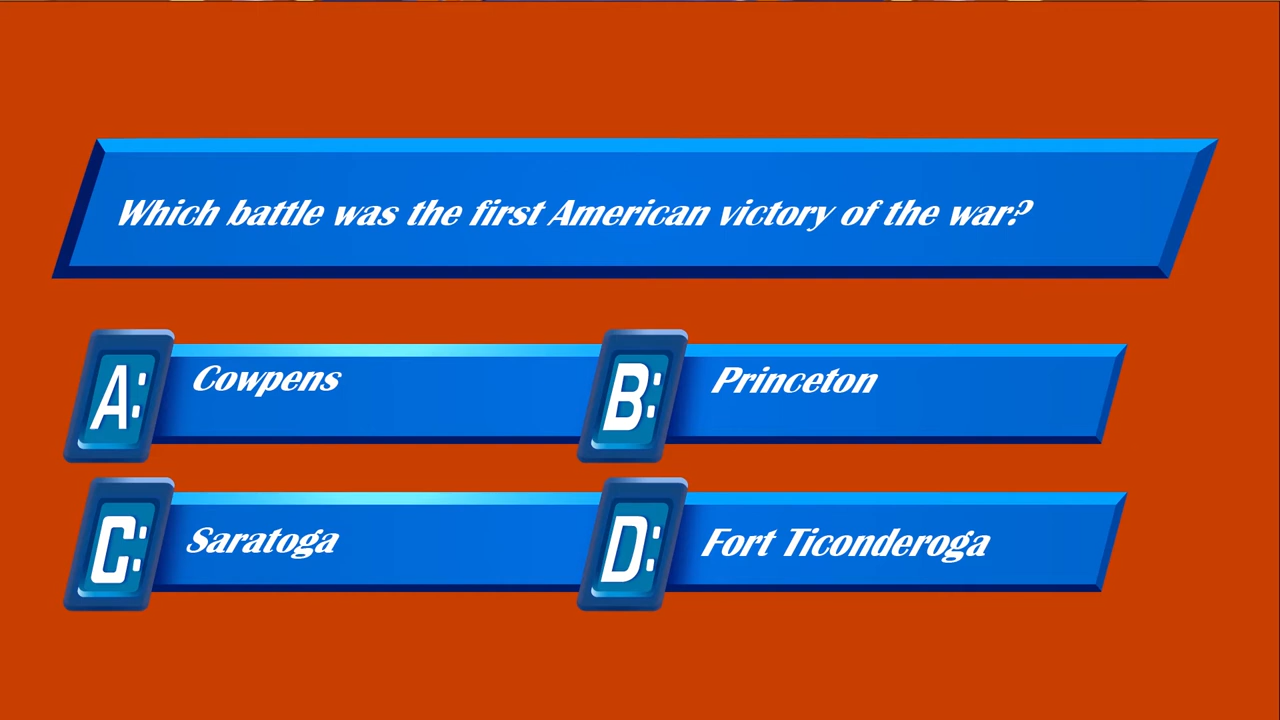 Which battle was the first American victory of the war?
A: Cowpens
B: Princeton
C: Saratoga
D: Fort Ticonderoga